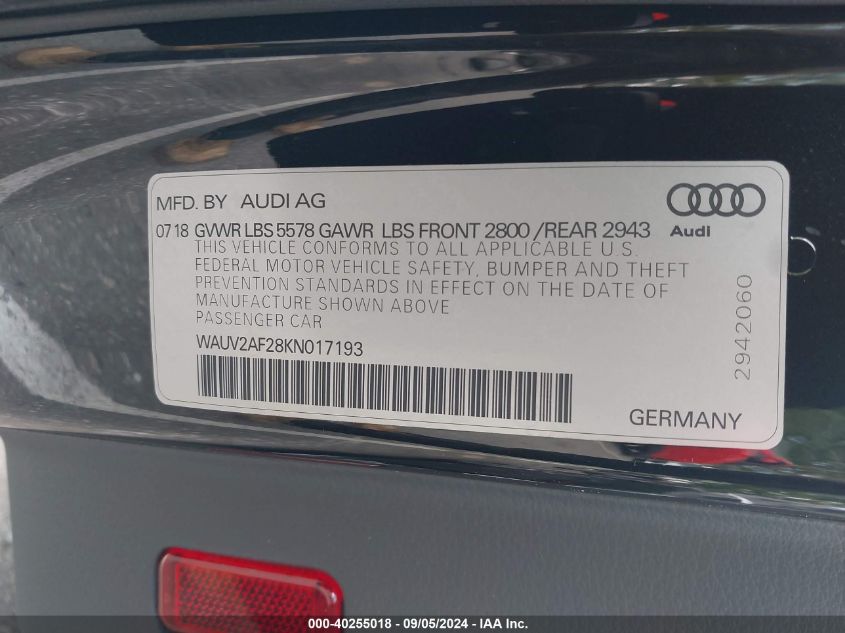 MFD. BY AUDI AG
07 18 GVWR LBS 5578 GAWR LBS FRONT 2800 /REAR 2943
Audi
THIS VEHICLE CONFORMS TO ALL APPLICABLE U.S.
FEDERAL MOTOR VEHICLE SAFETY, BUMPER AND THEFT
PREVENTION STANDARDS IN EFFECT ON THE DATE OF
MANUFACTURE SHOWN ABOVE
PASSENGER CAR
WAUV2AF28KN017193
2942060
GERMANY
000-40255018 - 09/05/2024 - IAA Inc.